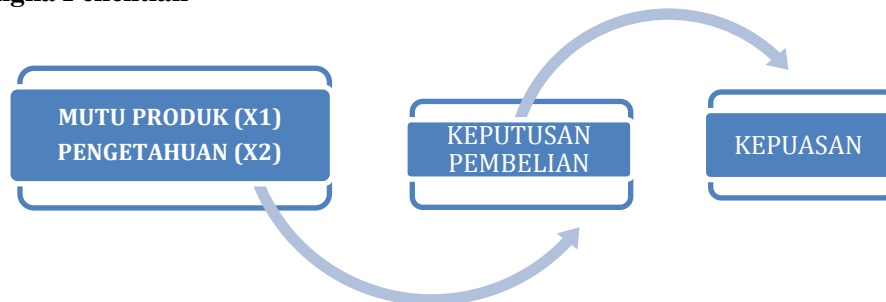 MUTU PRODUK (X1)
PENGETAHUAN (X2)
KEPUTUSAN
PEMBELIAN
KEPUASAN